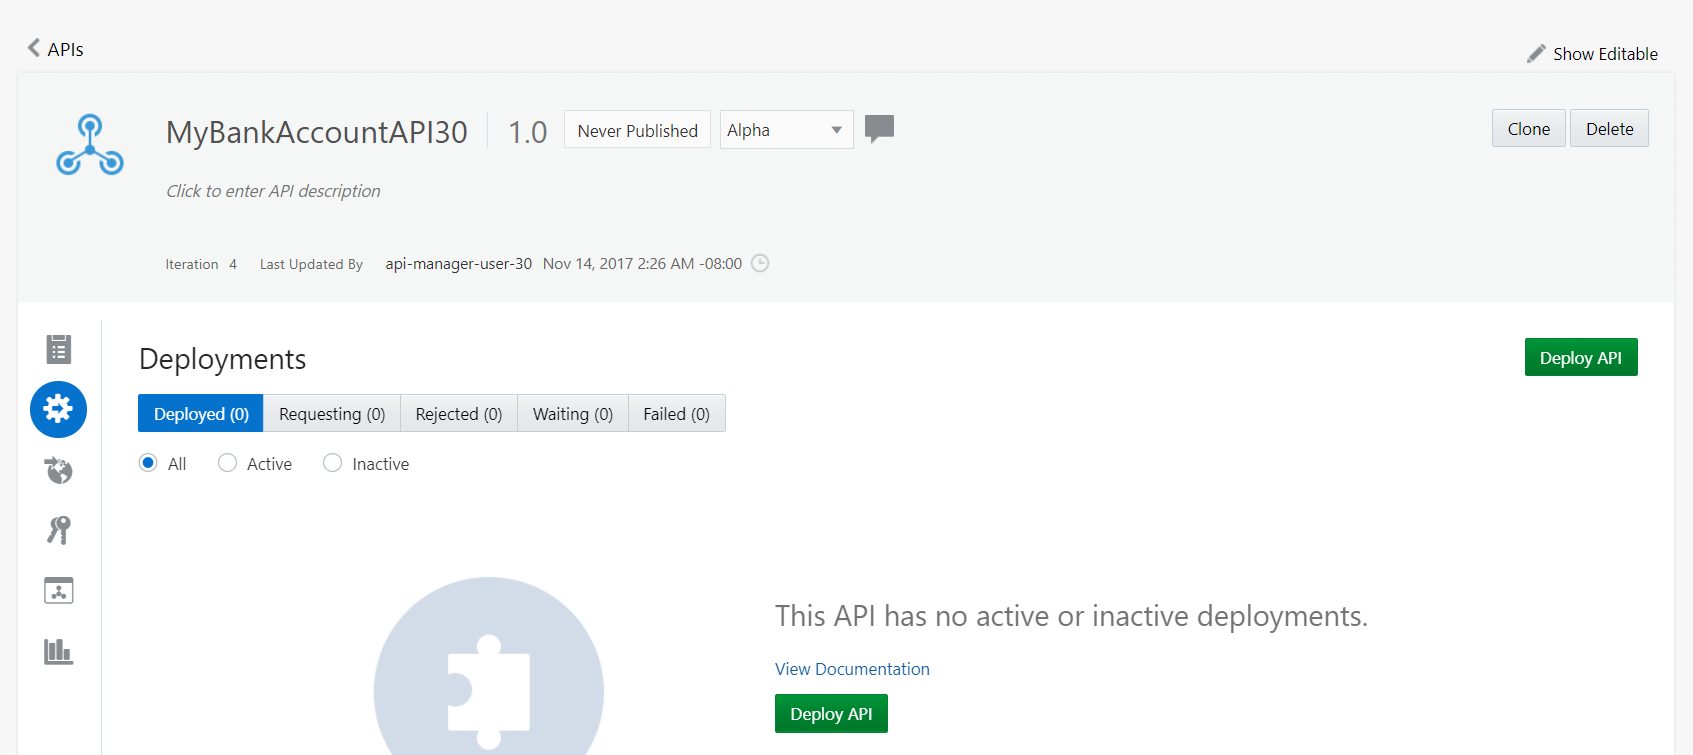 APIs
Show Editable
MyBankAccountAPI30 1.0 Never Published Alpha
Clone Delete
Click to enter API description
Iteration 4 Last Updated By api-manager-user-30 Nov 14, 2017 2:26 AM -08:00
Deployments
Deploy API
Deployed (0) Requesting (0) Rejected (0) Waiting (0) Failed (0)
All Active Inactive
This API has no active or inactive deployments.
View Documentation
Deploy API